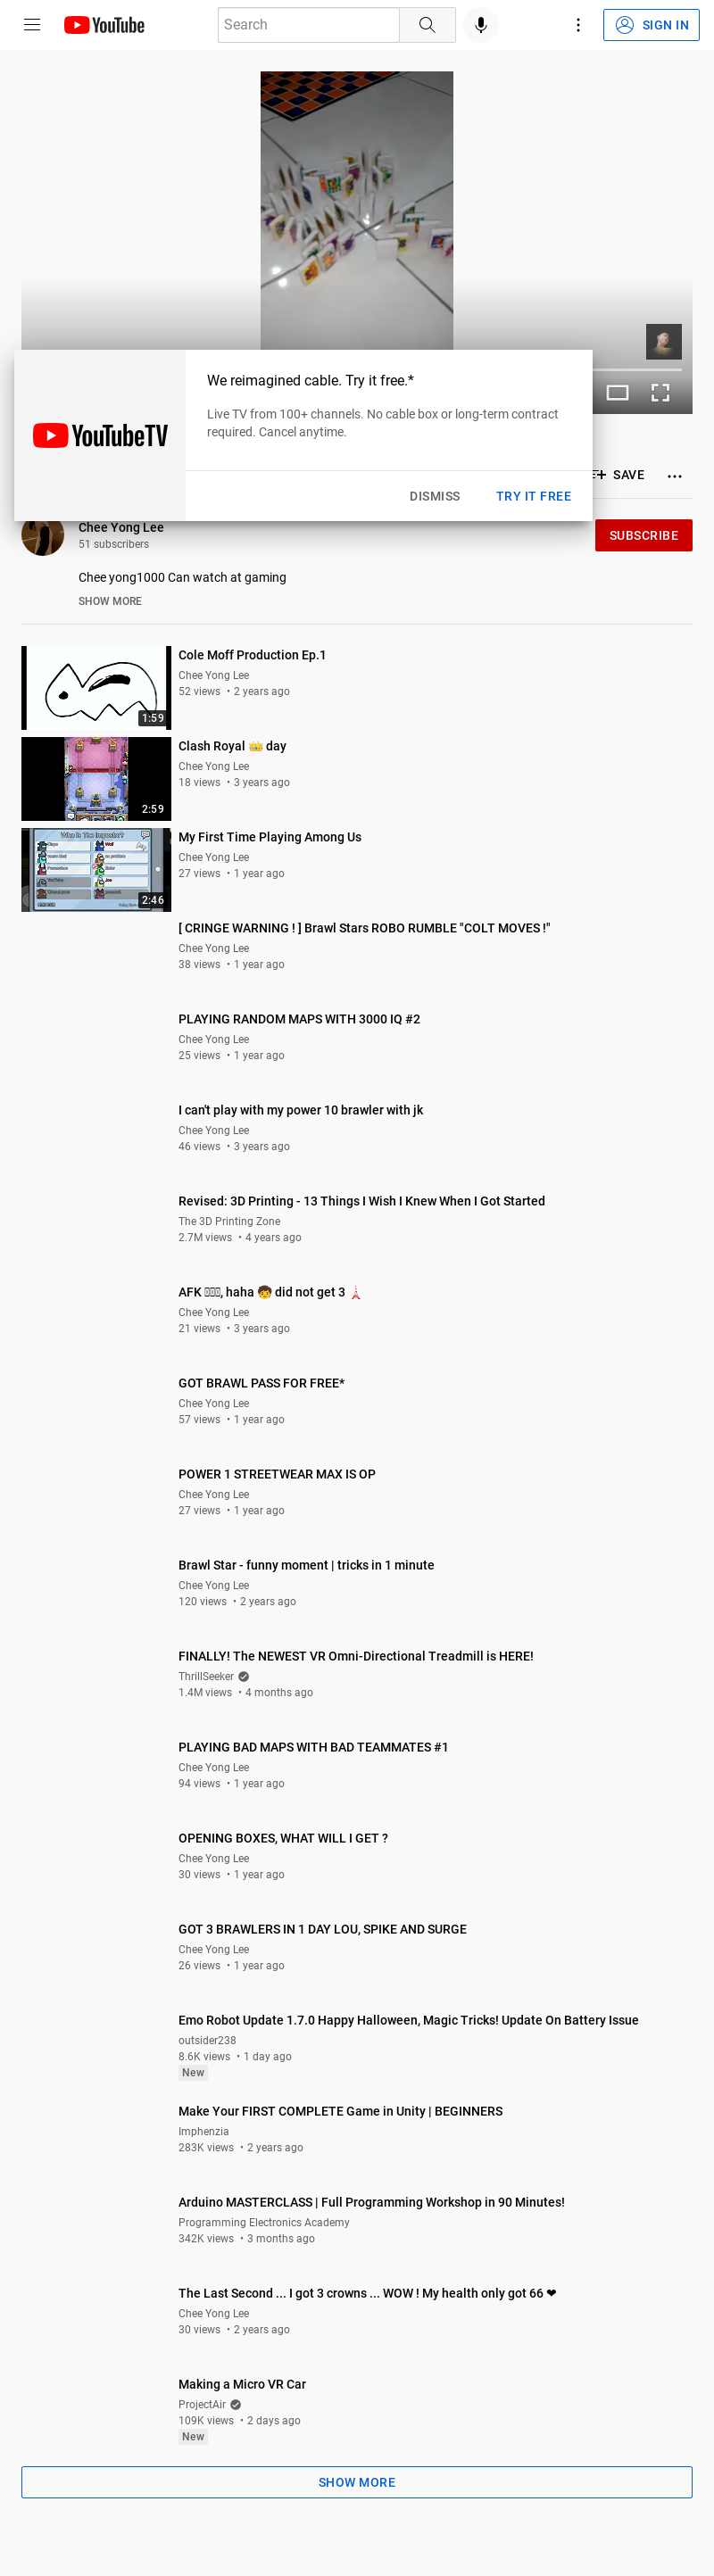 YouTube
Search
SIGN IN
We reimagined cable. Try it free.*
Live TV from 100+ channels. No cable box or long-term contract
required. Cancel anytime.
YouTubeTV
DISMISS
TRY IT FREE
SAVE
Chee Yong Lee
51 subscribers
SUBSCRIBE
Chee yong1000 Can watch at gaming
SHOW MORE
Cole Moff Production Ep.1
Chee Yong Lee
52 views • 2 years ago
1:59
Clash Royal 👑 day
Chee Yong Lee
18 views • 3 years ago
2:59
Who Is The Impostor?
My First Time Playing Among Us
Chee Yong Lee
27 views • 1 year ago
2:46
[ CRINGE WARNING ! ] Brawl Stars ROBO RUMBLE "COLT MOVES !"
Chee Yong Lee
38 views • 1 year ago
PLAYING RANDOM MAPS WITH 3000 IQ #2
Chee Yong Lee
25 views • 1 year ago
I can't play with my power 10 brawler with jk
Chee Yong Lee
46 views • 3 years ago
Revised: 3D Printing - 13 Things I Wish I Knew When I Got Started
The 3D Printing Zone
2.7M views • 4 years ago
AFK , haha 🧒 did not get 3 🗼
Chee Yong Lee
21 views • 3 years ago
GOT BRAWL PASS FOR FREE*
Chee Yong Lee
57 views • 1 year ago
POWER 1 STREETWEAR MAX IS OP
Chee Yong Lee
27 views • 1 year ago
Brawl Star - funny moment | tricks in 1 minute
Chee Yong Lee
120 views • 2 years ago
FINALLY! The NEWEST VR Omni-Directional Treadmill is HERE!
ThrillSeeker
1.4M views • 4 months ago
PLAYING BAD MAPS WITH BAD TEAMMATES #1
Chee Yong Lee
94 views • 1 year ago
OPENING BOXES, WHAT WILL I GET ?
Chee Yong Lee
30 views • 1 year ago
GOT 3 BRAWLERS IN 1 DAY LOU, SPIKE AND SURGE
Chee Yong Lee
26 views • 1 year ago
Emo Robot Update 1.7.0 Happy Halloween, Magic Tricks! Update On Battery Issue
outsider238
8.6K views • 1 day ago
New
Make Your FIRST COMPLETE Game in Unity | BEGINNERS
Imphenzia
283K views • 2 years ago
Arduino MASTERCLASS | Full Programming Workshop in 90 Minutes!
Programming Electronics Academy
342K views • 3 months ago
The Last Second ... I got 3 crowns ... WOW ! My health only got 66 ❤
Chee Yong Lee
30 views • 2 years ago
Making a Micro VR Car
ProjectAir
109K views • 2 days ago
New
SHOW MORE